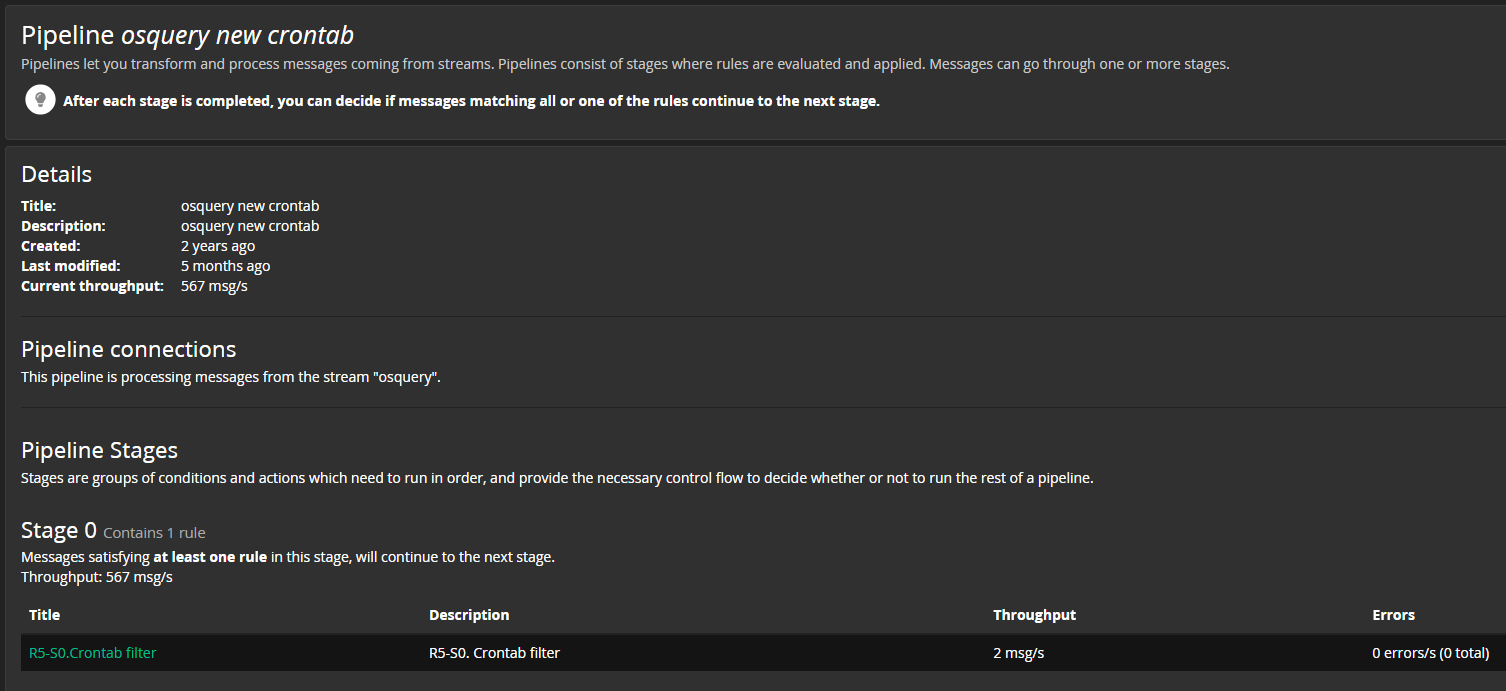 Pipeline osquery new crontab
Pipelines let you transform and process messages coming from streams. Pipelines consist of stages where rules are evaluated and applied. Messages can go through one or more stages.
After each stage is completed, you can decide if messages matching all or one of the rules continue to the next stage.
Details
Title: osquery new crontab
Description: osquery new crontab
Created: 2 years ago
Last modified: 5 months ago
Current throughput: 567 msg/s
Pipeline connections
This pipeline is processing messages from the stream "osquery".
Pipeline Stages
Stages are groups of conditions and actions which need to run in order, and provide the necessary control flow to decide whether or not to run the rest of a pipeline.
Stage 0 Contains 1 rule
Messages satisfying at least one rule in this stage, will continue to the next stage.
Throughput: 567 msg/s
Title Description Throughput Errors
R5-S0.Crontab filter R5-S0. Crontab filter 2 msg/s 0 errors/s (0 total)